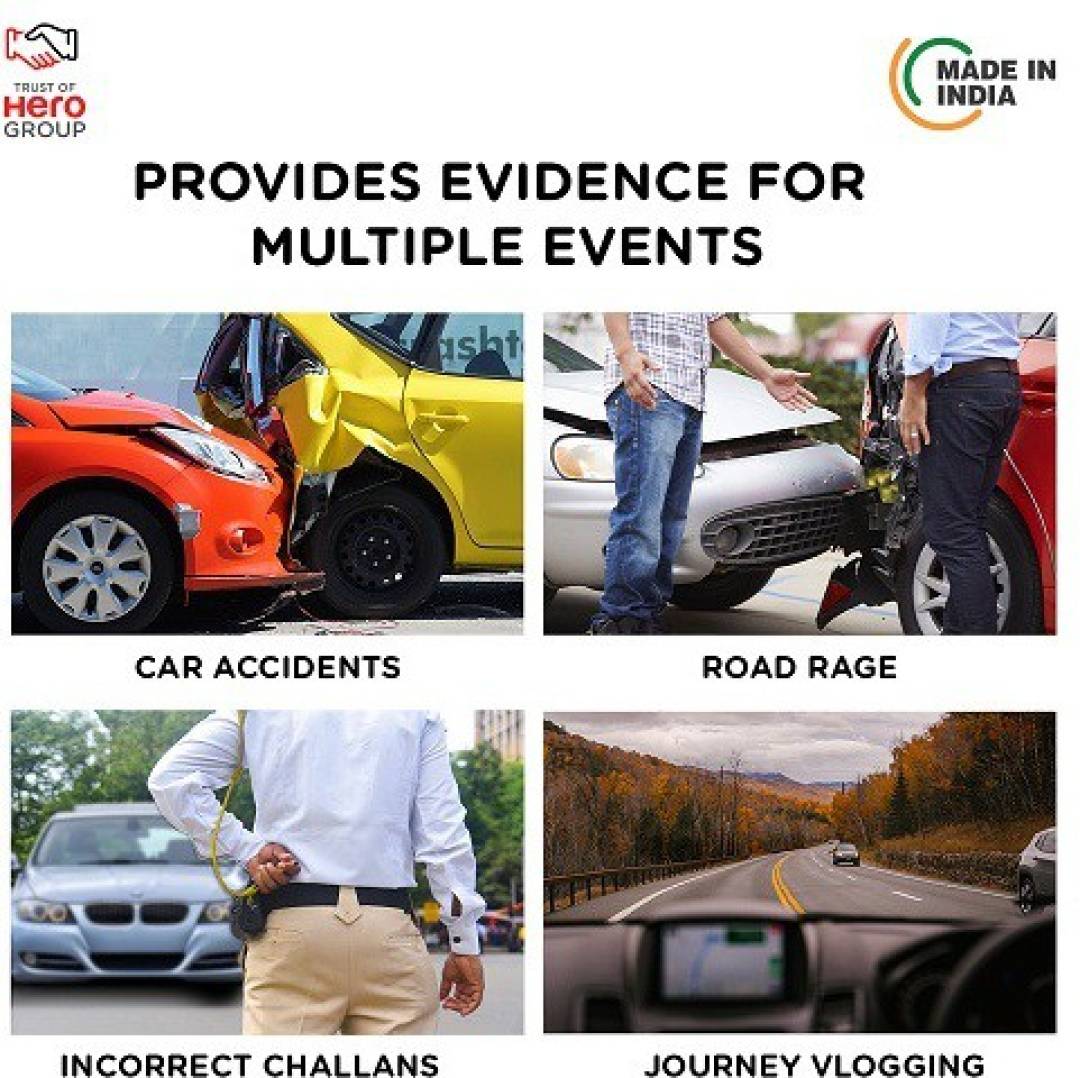 TRUST OF
Hero
GROUP
MADE IN
INDIA
PROVIDES EVIDENCE FOR
MULTIPLE EVENTS
CAR ACCIDENTS
ROAD RAGE
INCORRECT CHALLANS
JOURNEY VLOGGING